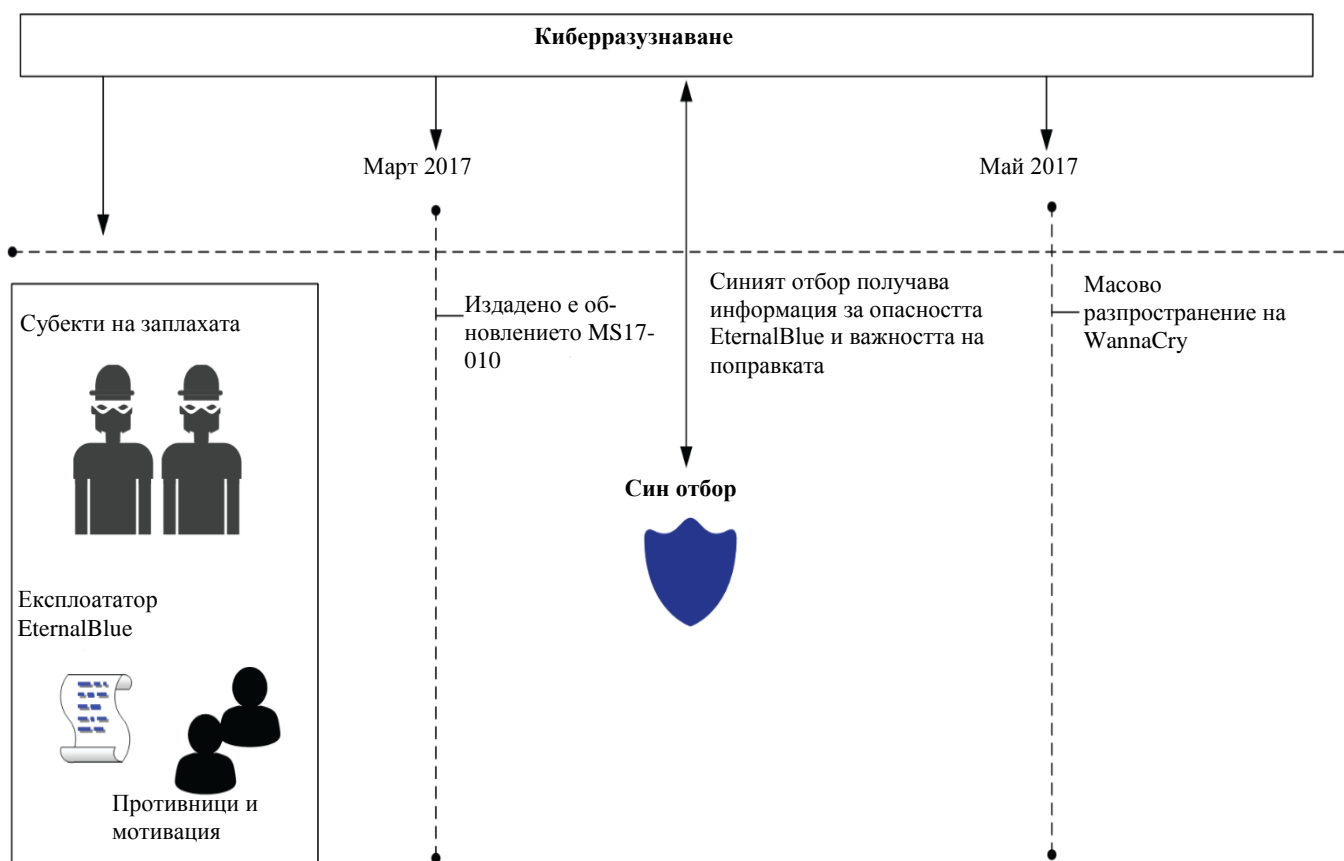 Киберразузнаване
Март 2017
Май 2017
Субекти на заплахата
Издадено е об-
новлението MS17-
010
Синият отбор получава
информация за опасността
EternalBlue и важността на
поправката
Масово
разпространение на
WannaCry
Син отбор
Експлоататор
EternalBlue
Противници и
мотивация